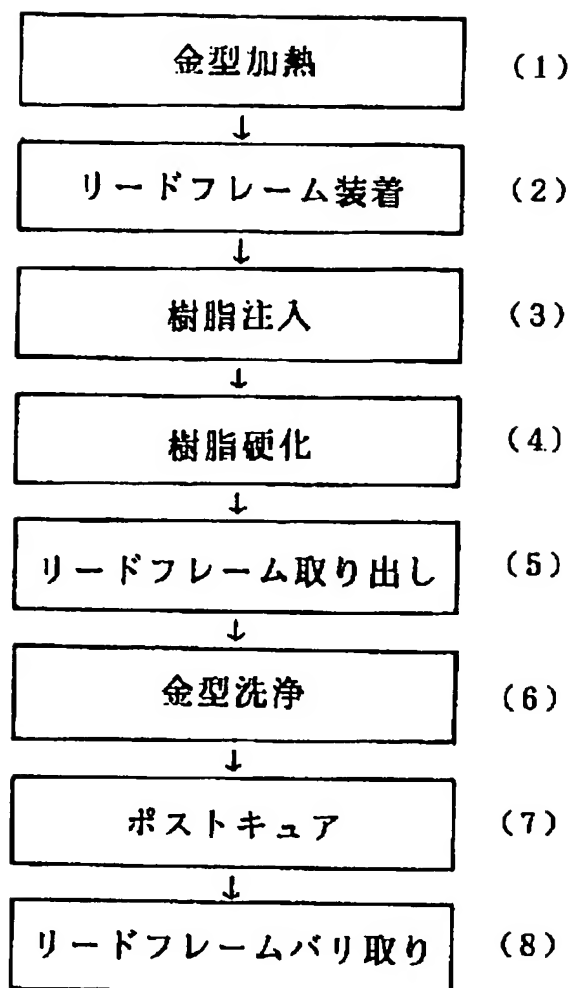 金型加熱 (1)
↓
リードフレーム装着 (2)
↓
樹脂注入 (3)
↓
樹脂硬化 (4)
↓
リードフレーム取り出し (5)
↓
金型洗浄 (6)
↓
ポストキュア (7)
↓
リードフレームバリ取り (8)